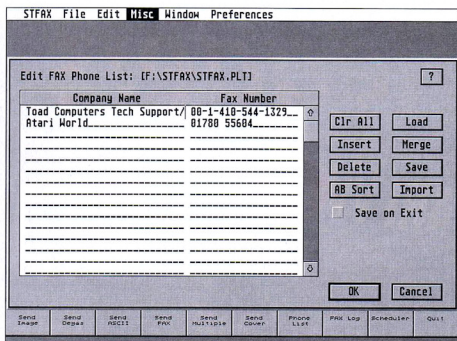 STFAX File Edit Misc Window Preferences
Edit FAX Phone List: [F:\STFAX\STFAX.PLT] ?
Company Name Fax Number
Toad Computers Tech Support/ 00-1-410-544-1329__
Atari World 01780 55604
Clr All Load
Insert Merge
Delete Save
AB Sort Import
Save on Exit
OK Cancel
Send Image Send Degas Send ASCII Send FAX Send Multiple Send Cover Phone List FAX Log Scheduler Quit